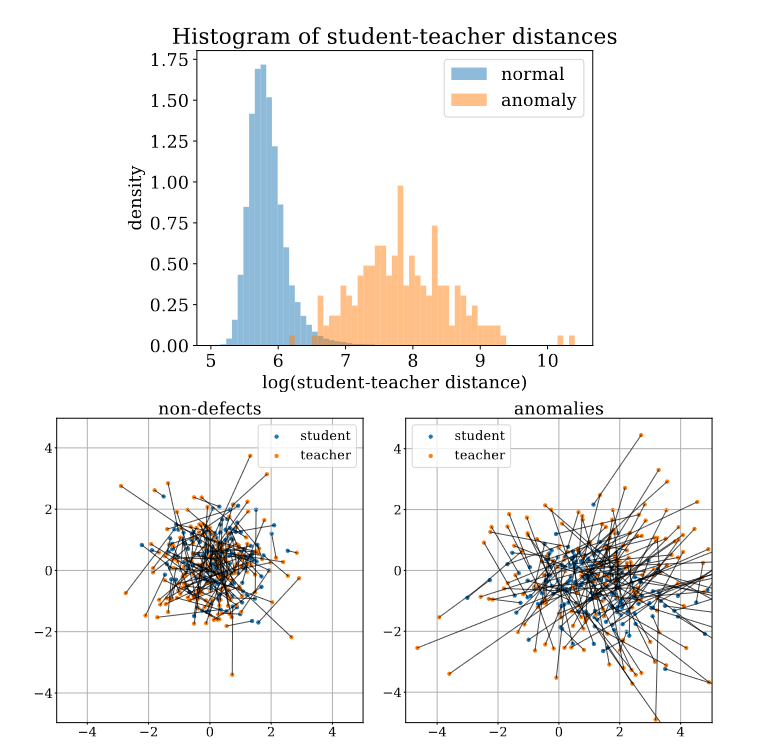 Histogram of student-teacher distances
1.75
1.50
1.25
1.00
0.75
0.50
0.25
0.00
density
normal
anomaly
5 6 7 8 9 10
log(student-teacher distance)
non-defects
student
teacher
4
2
0
−2
−4
−4 −2 0 2 4
anomalies
student
teacher
4
2
0
−2
−4
−4 −2 0 2 4